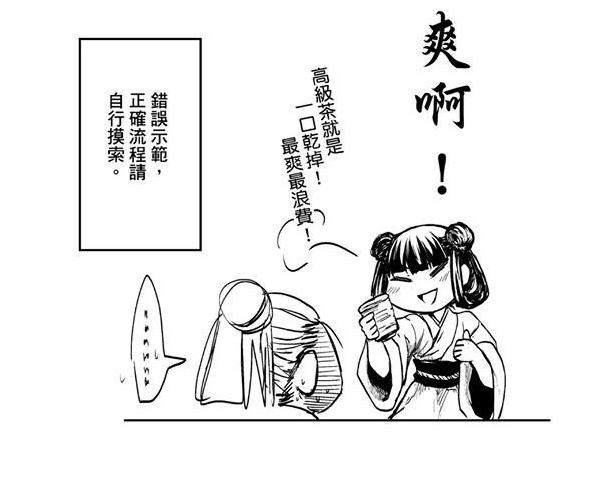 爽啊！
高級茶就是
一口乾掉！
最爽最浪費！
錯誤示範，
正確流程請
自行摸索。